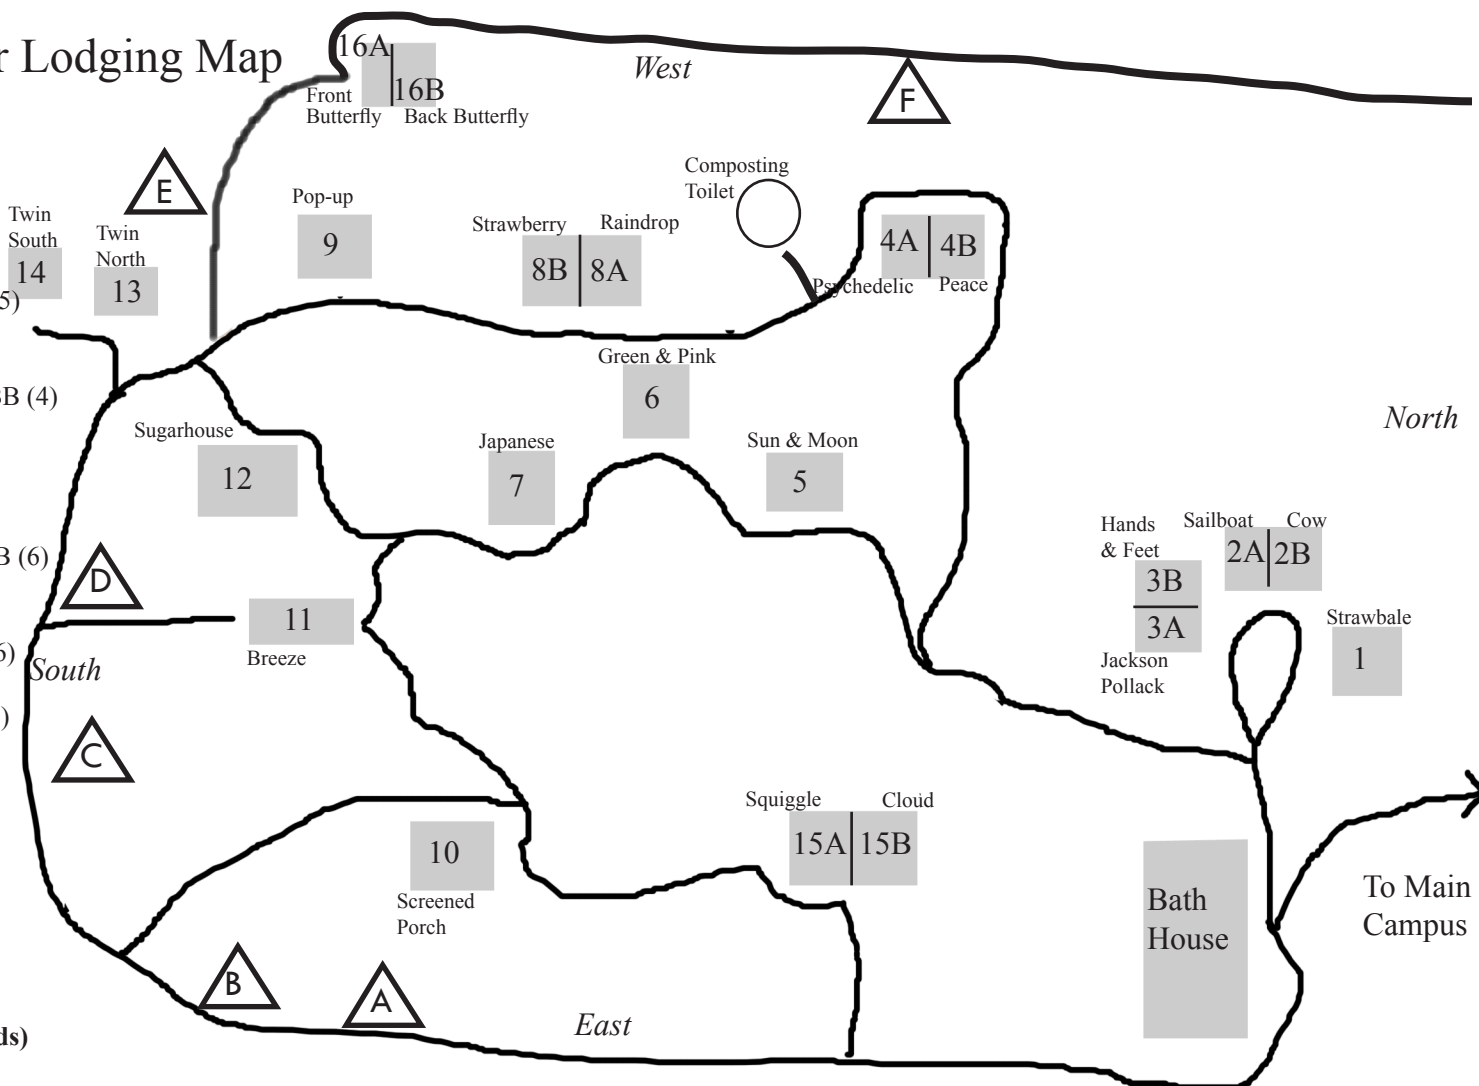 r Lodging Map
16A
16B
Front
Butterfly
Back Butterfly
West
F
E
Composting
Toilet
Pop-up
9
Strawberry
Raindrop
8B
8A
4A
4B
Psychedelic
Peace
Twin
South
14
Twin
North
13
5)
Green & Pink
6
B (4)
North
Sugarhouse
12
Japanese
7
Sun & Moon
5
Hands
& Feet
3B
3A
Jackson
Pollack
Sailboat
Cow
2A
2B
Strawbale
1
B (6)
D
11
Breeze
6)
South
)
C
Squiggle
Cloud
15A
15B
10
Screened
Porch
Bath
House
To Main
Campus
B
A
East
ds)